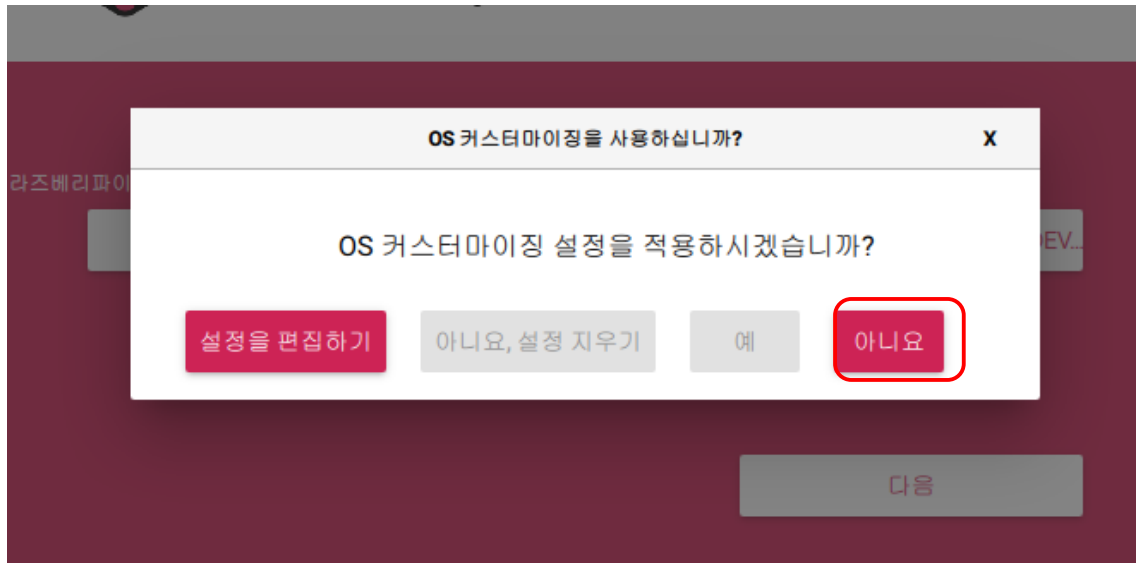 OS 커스터마이징을 사용하십니까? X
라즈베리파이
OS 커스터마이징 설정을 적용하시겠습니까?
EV...
설정을 편집하기 아니요, 설정 지우기 예 아니요
다음